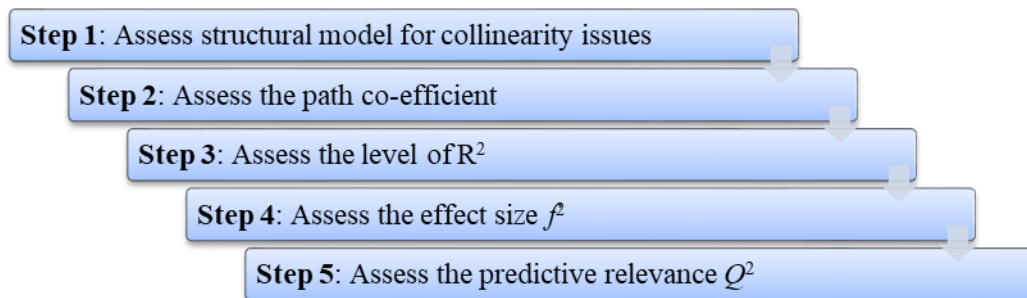 Step 1: Assess structural model for collinearity issues
Step 2: Assess the path co-efficient
Step 3: Assess the level of R²
Step 4: Assess the effect size f²
Step 5: Assess the predictive relevance Q²